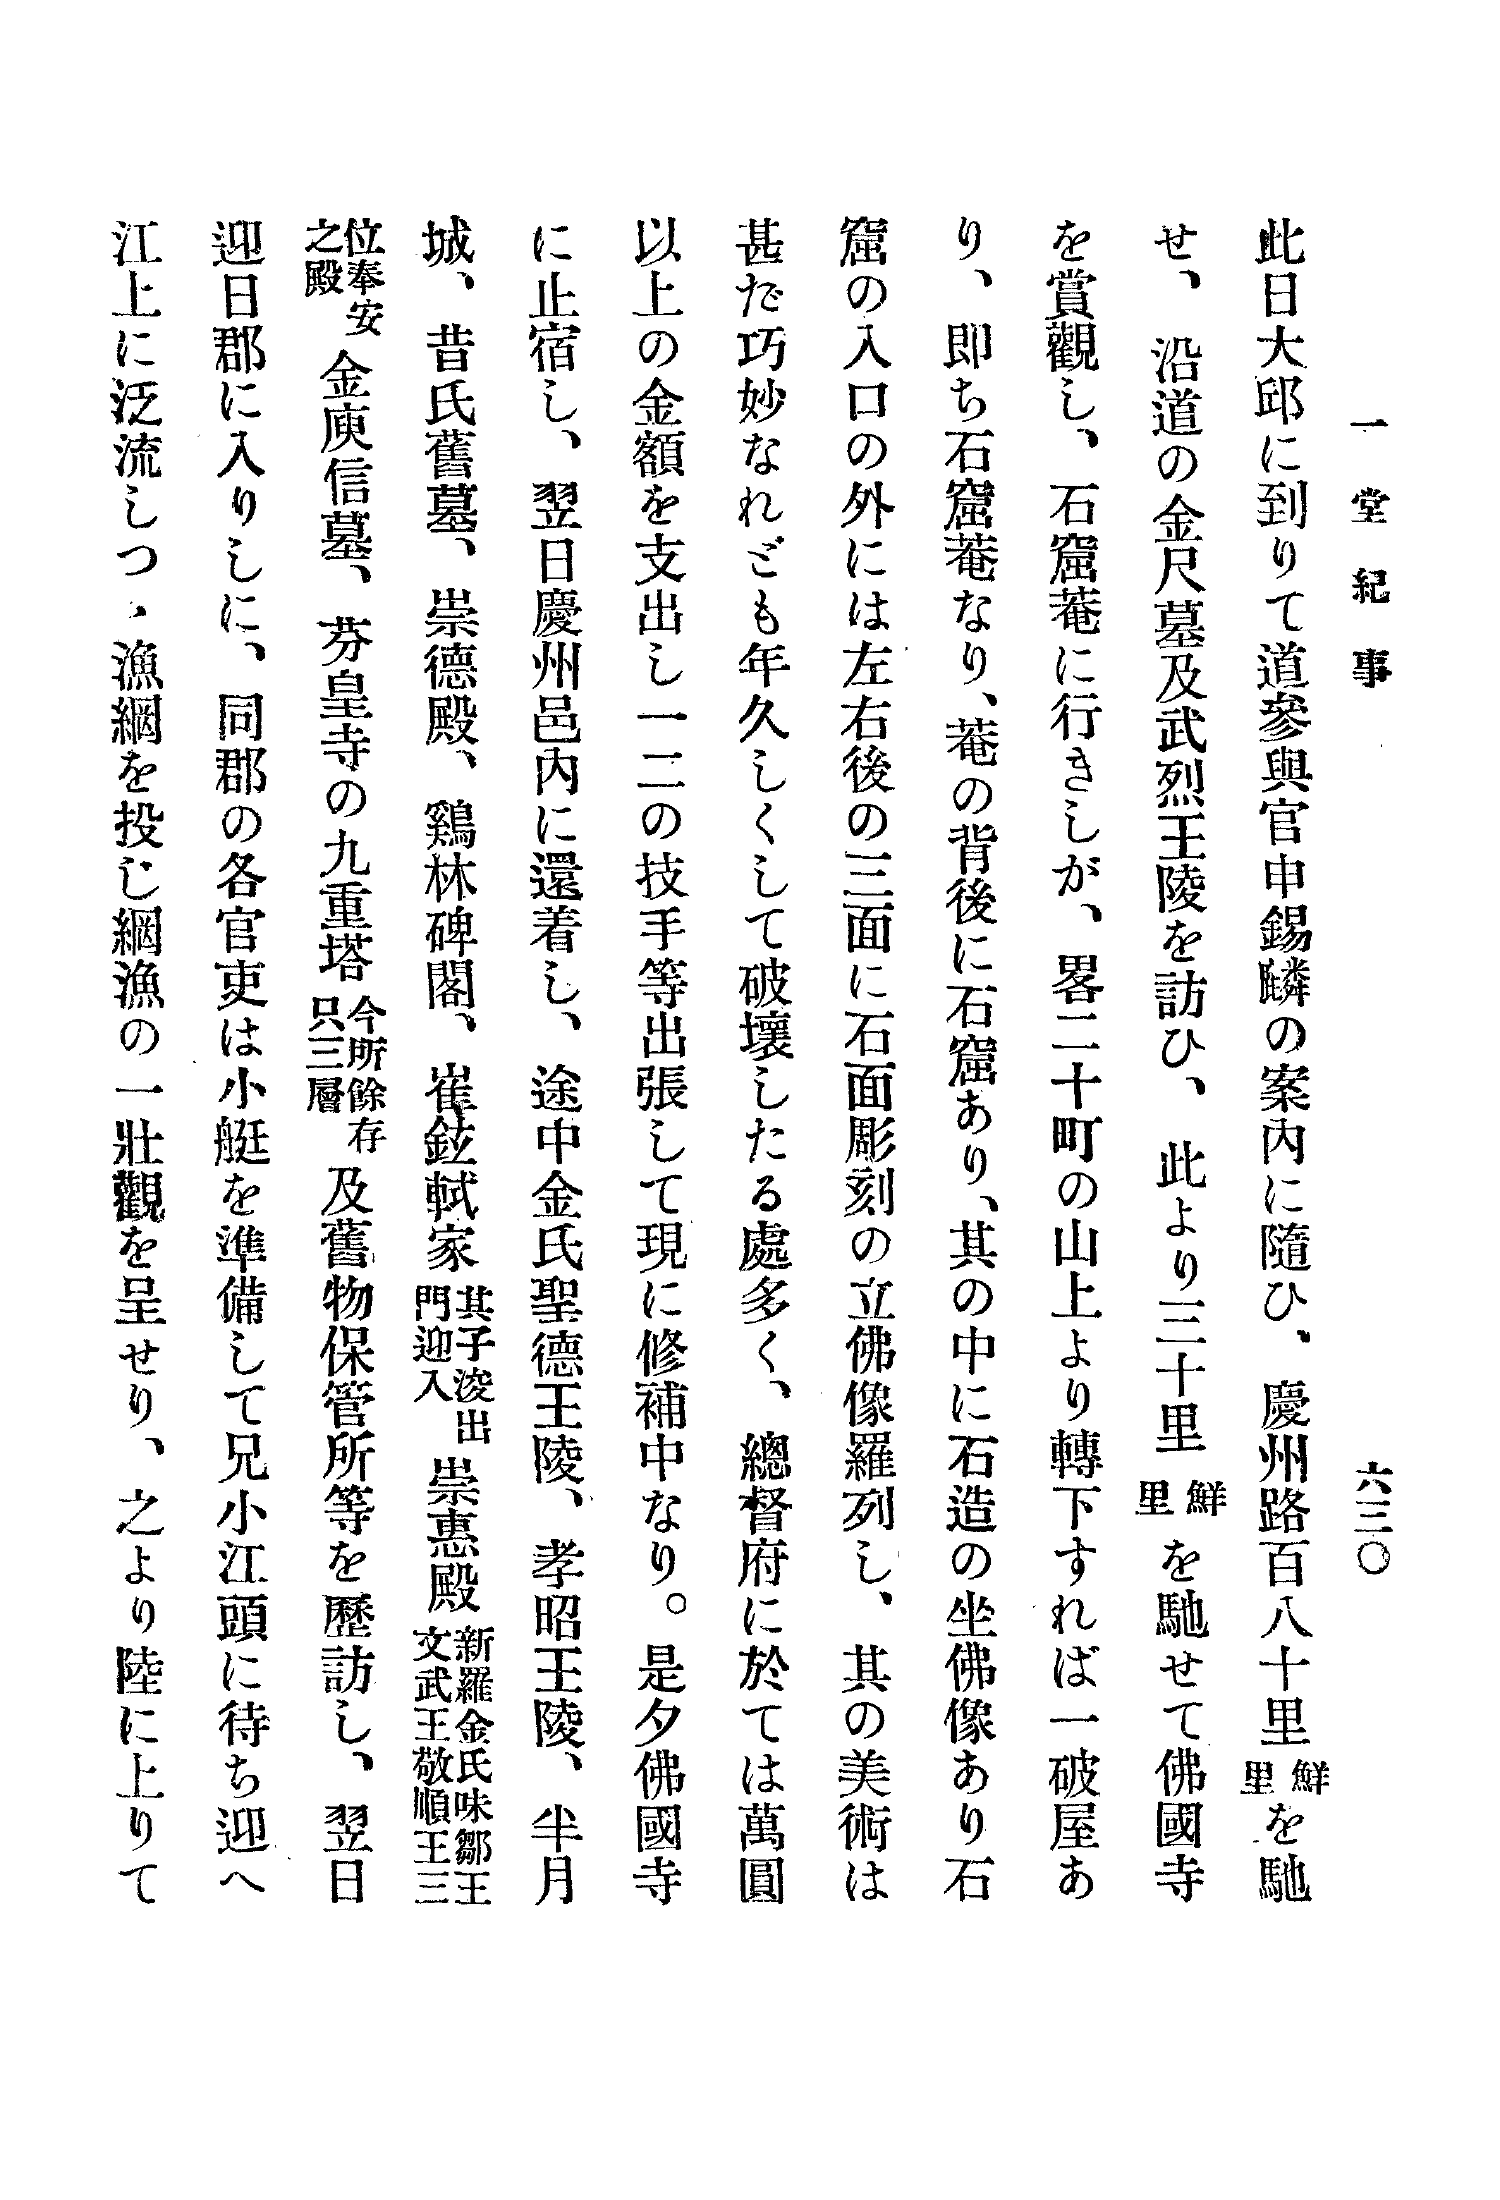 一堂紀事
六三〇
此日大邱に到りて道參與官申錫麟の案內に隨ひ、慶州路百八十里鮮里を馳
せ、沿道の金尺墓及武烈王陵を訪ひ、此より三十里鮮里を馳せて佛國寺
を賞觀し、石窟菴に行きしが、畧二十町の山上より轉下すれば一破屋あ
り、即ち石窟菴なり、菴の背後に石窟あり、其の中に石造の坐佛像あり石
窟の入口の外には左右後の三面に石面彫刻の立佛像羅列し、其の美術は
甚だ巧妙なれども年久しくして破壞したる處多く、總督府に於ては萬圓
以上の金額を支出し一二の技手等出張して現に修補中なり。是夕佛國寺
に止宿し、翌日慶州邑內に還着し、途中金氏聖德王陵、孝昭王陵、半月
城、昔氏舊墓、崇德殿、鷄林碑閣、崔鉉軾家其子浚出門迎入崇惠殿新羅金氏味鄒王文武王敬順王三
位奉安之殿金庾信墓、芬皇寺の九重塔今所餘存只三層及舊物保管所等を歷訪し、翌日
迎日郡に入りしに、同郡の各官吏は小艇を準備して兄小江頭に待ち迎へ
江上に泛流しつゝ漁網を投じ網漁の一壯觀を呈せり、之より陸に上りて